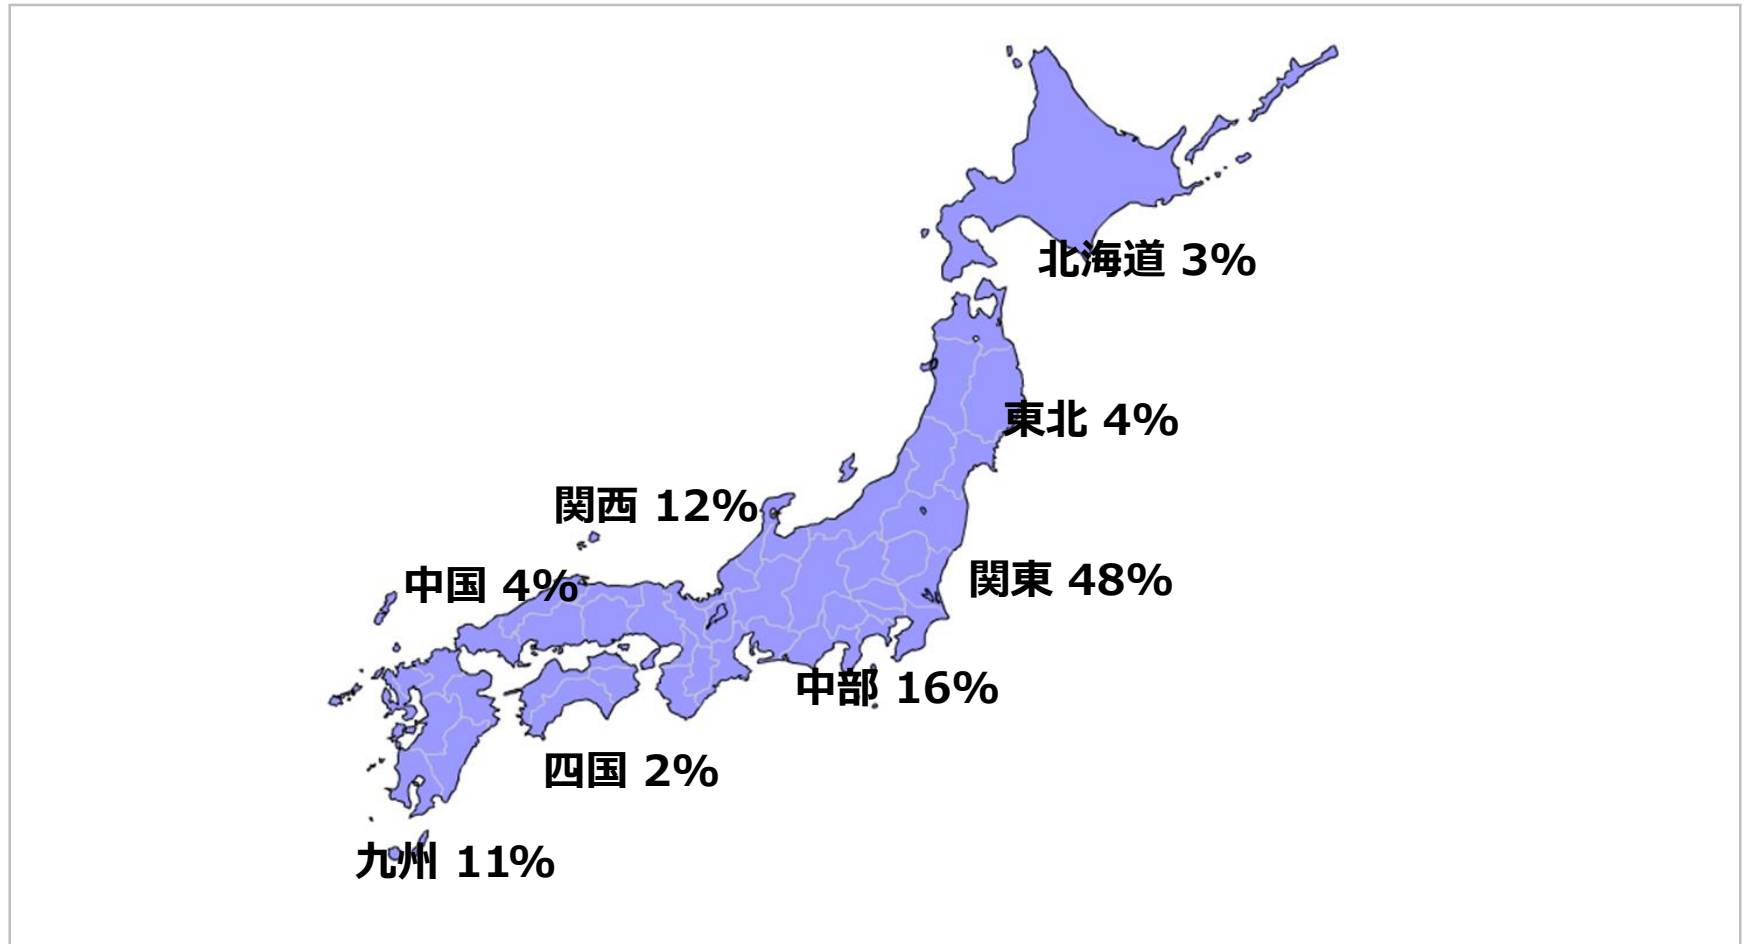 北海道 3%
東北 4%
関西 12%
関東 48%
中国 4%
中部 16%
四国 2%
九州 11%